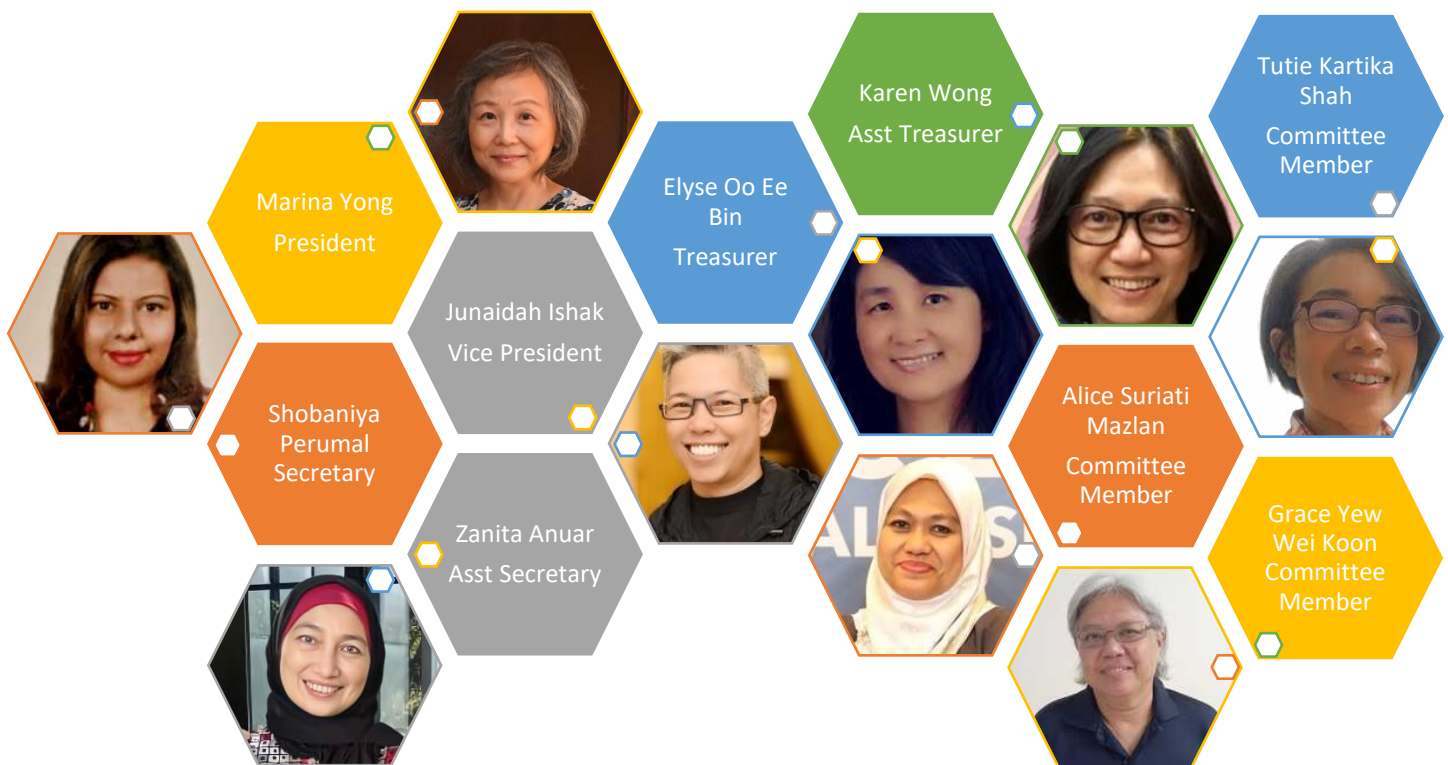 Marina Yong
President
Junaidah Ishak
Vice President
Shobaniya
Perumal
Secretary
Zanita Anuar
Asst Secretary
Elyse Oo Ee
Bin
Treasurer
Karen Wong
Asst Treasurer
Alice Suriati
Mazlan
Committee
Member
Tutie Kartika
Shah
Committee
Member
Grace Yew
Wei Koon
Committee
Member